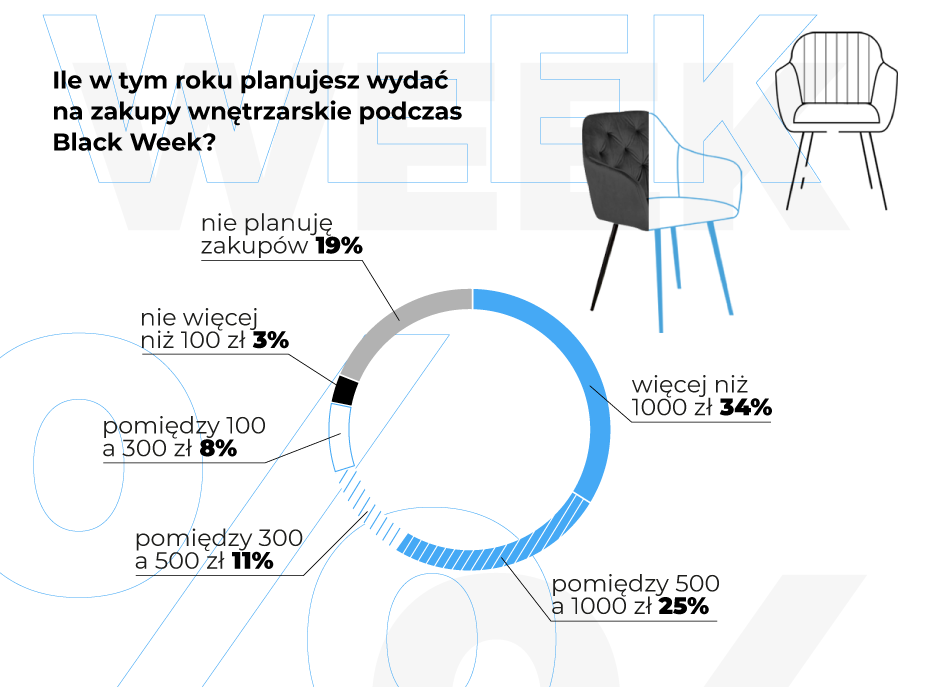 WEEK
Ile w tym roku planujesz wydać
na zakupy wnętrzarskie podczas
Black Week?
nie planuję
zakupów 19%
nie więcej
niż 100 zł 3%
pomiędzy 100
a 300 zł 8%
pomiędzy 300
a 500 zł 11%
więcej niż
1000 zł 34%
pomiędzy 500
a 1000 zł 25%
%